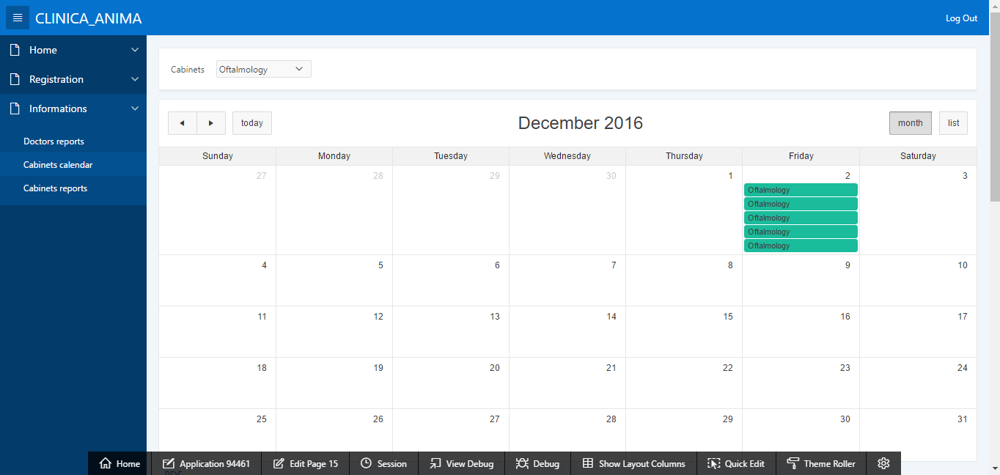 CLINICA_ANIMA
Log Out
Home
Registration
Informations
Doctors reports
Cabinets calendar
Cabinets reports
Cabinets Oftalmology
today
December 2016
month list
Sunday Monday Tuesday Wednesday Thursday Friday Saturday
27 28 29 30 1 2 3
Oftalmology
Oftalmology
Oftalmology
Oftalmology
Oftalmology
4 5 6 7 8 9 10
11 12 13 14 15 16 17
18 19 20 21 22 23 24
25 26 27 28 29 30 31
Home Application 94461 Edit Page 15 Session View Debug Debug Show Layout Columns Quick Edit Theme Roller
PDF